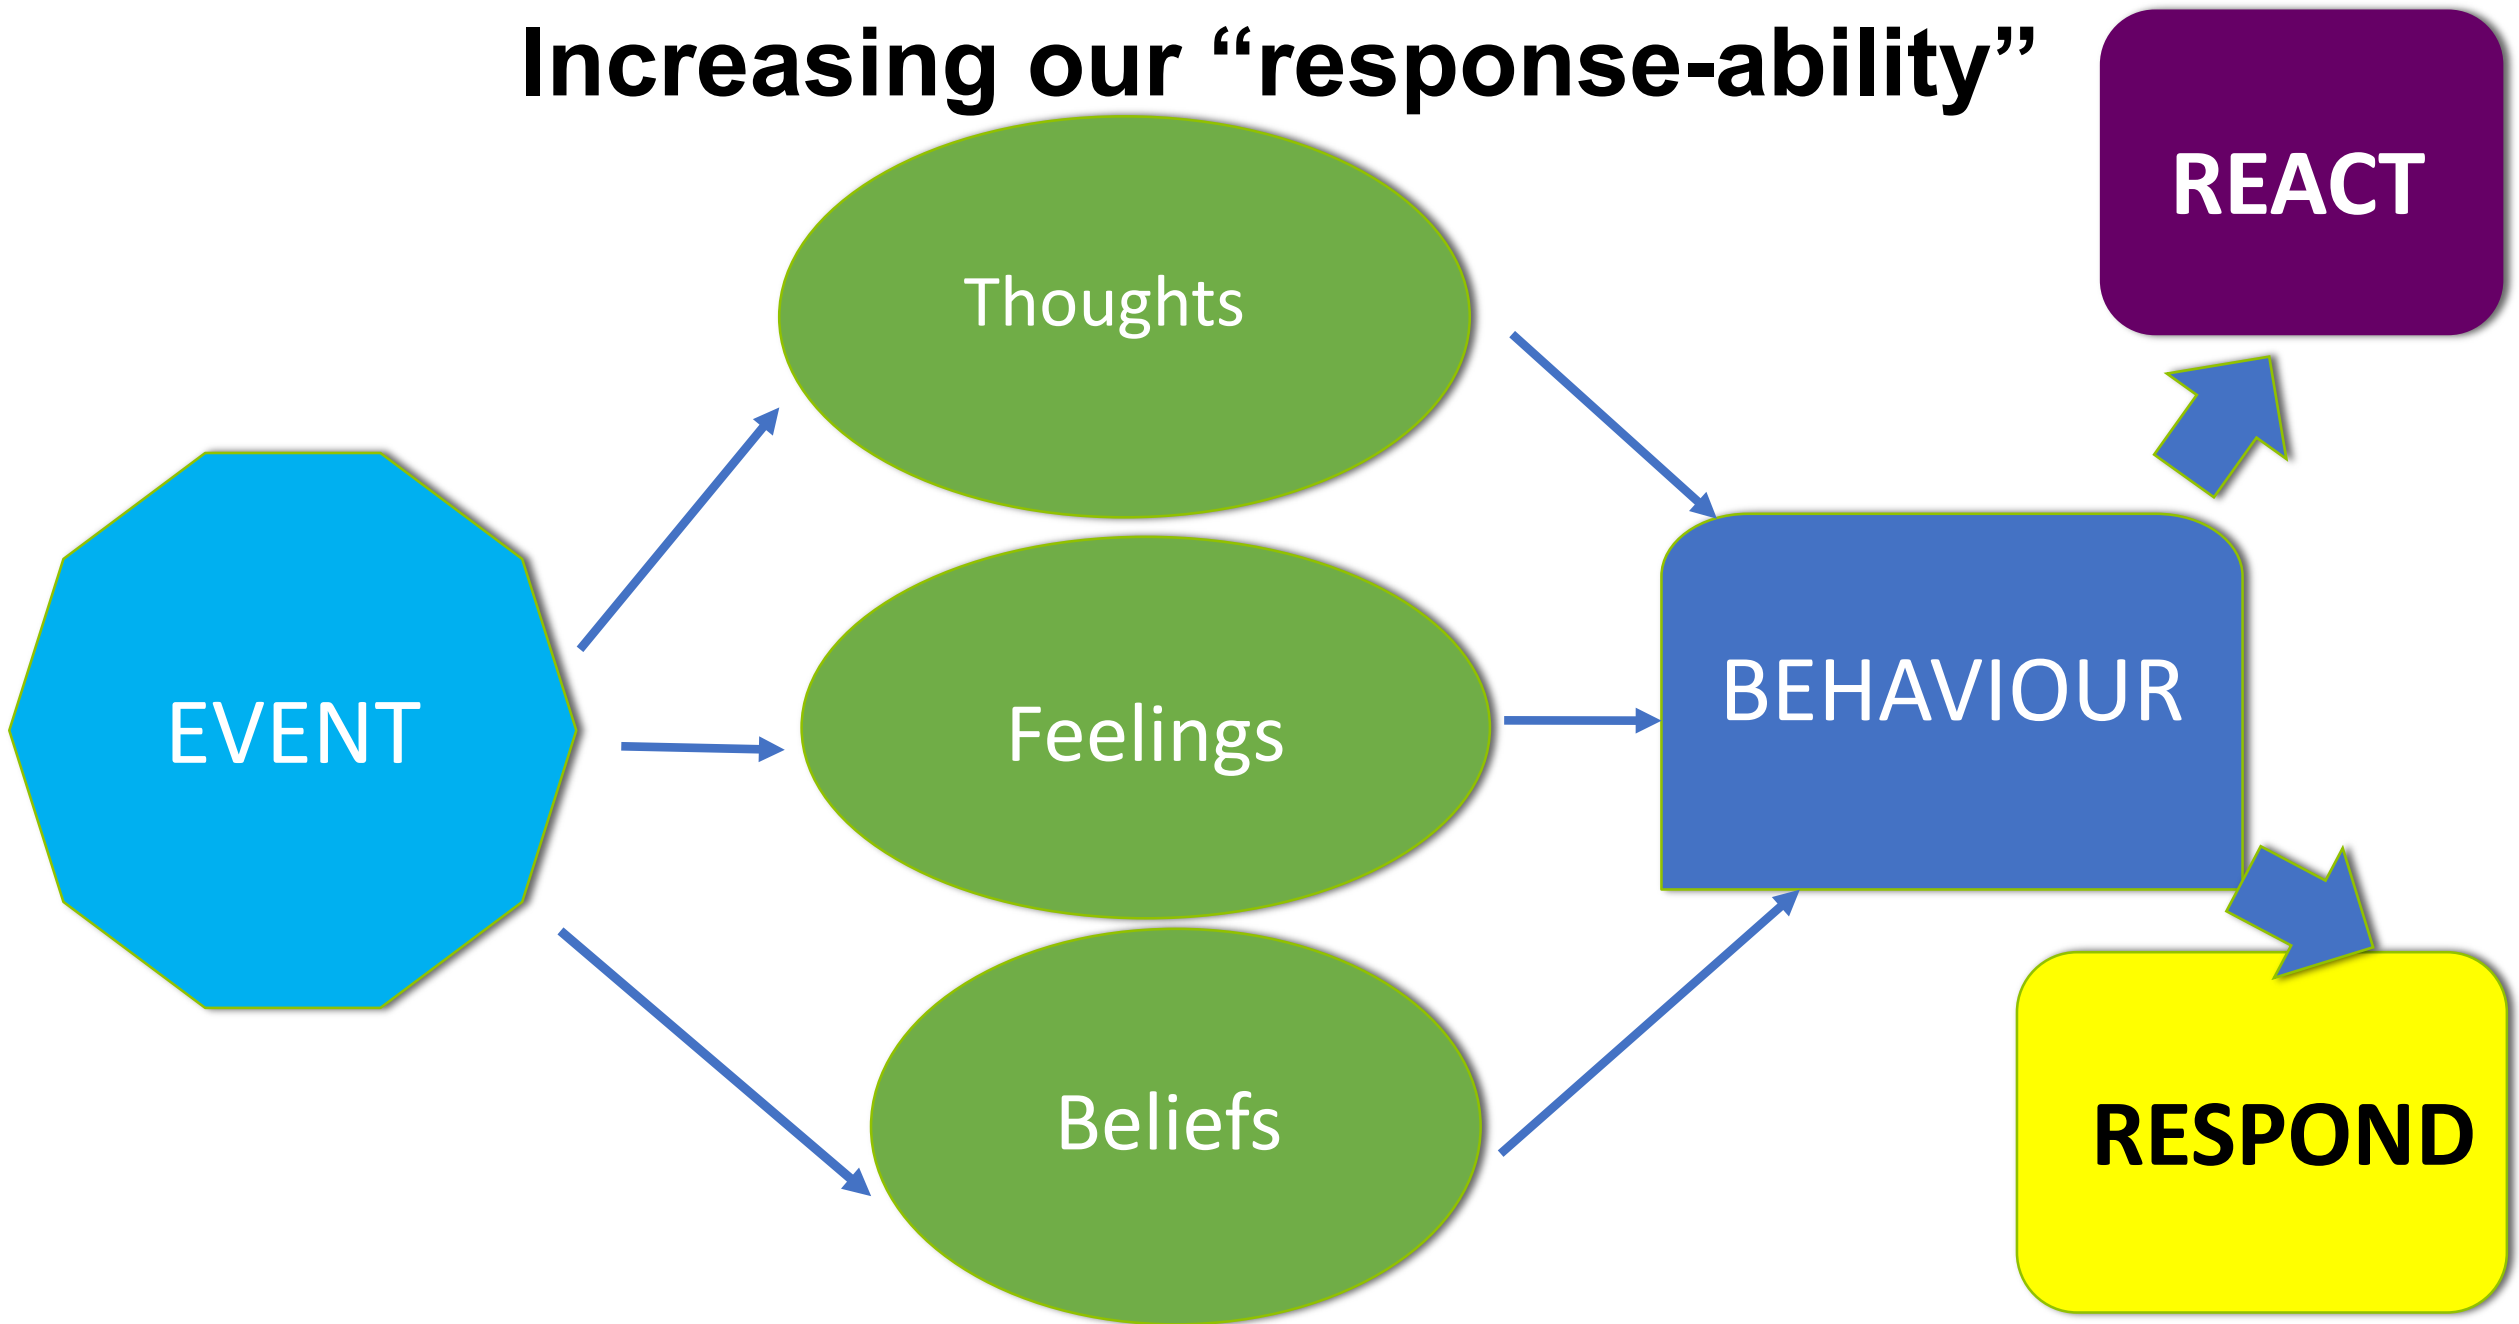 Increasing our “response-ability”
REACT
Thoughts
EVENT
Feelings
BEHAVIOUR
Beliefs
RESPOND